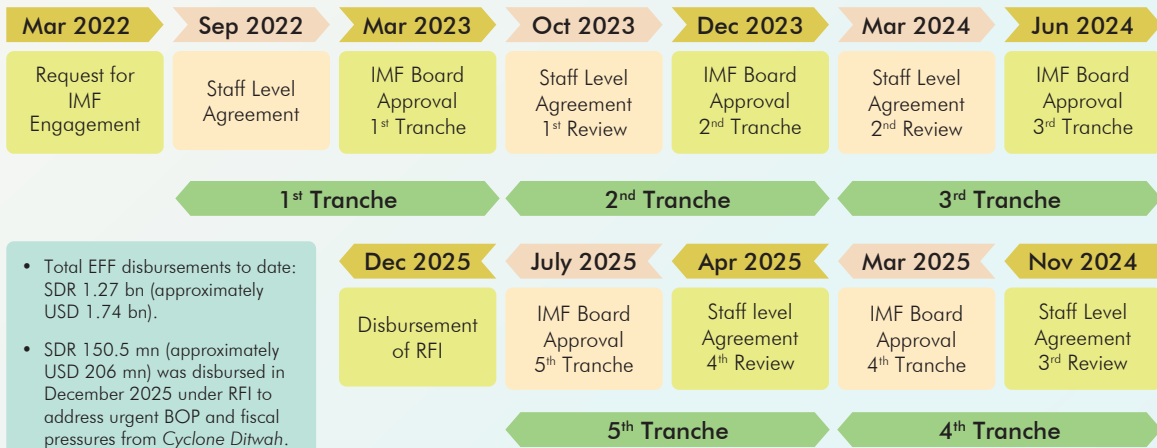 Mar 2022
Sep 2022
Mar 2023
Oct 2023
Dec 2023
Mar 2024
Jun 2024
Request for
IMF
Engagement
Staff Level
Agreement
IMF Board
Approval
1st Tranche
Staff Level
Agreement
1st Review
IMF Board
Approval
2nd Tranche
Staff Level
Agreement
2nd Review
IMF Board
Approval
3rd Tranche
1st Tranche
2nd Tranche
3rd Tranche
• Total EFF disbursements to date:
SDR 1.27 bn (approximately
USD 1.74 bn).
• SDR 150.5 mn (approximately
USD 206 mn) was disbursed in
December 2025 under RFI to
address urgent BOP and fiscal
pressures from Cyclone Ditwah.
Dec 2025
July 2025
Apr 2025
Mar 2025
Nov 2024
Disbursement
of RFI
IMF Board
Approval
5th Tranche
Staff level
Agreement
4th Review
IMF Board
Approval
4th Tranche
Staff Level
Agreement
3rd Review
5th Tranche
4th Tranche